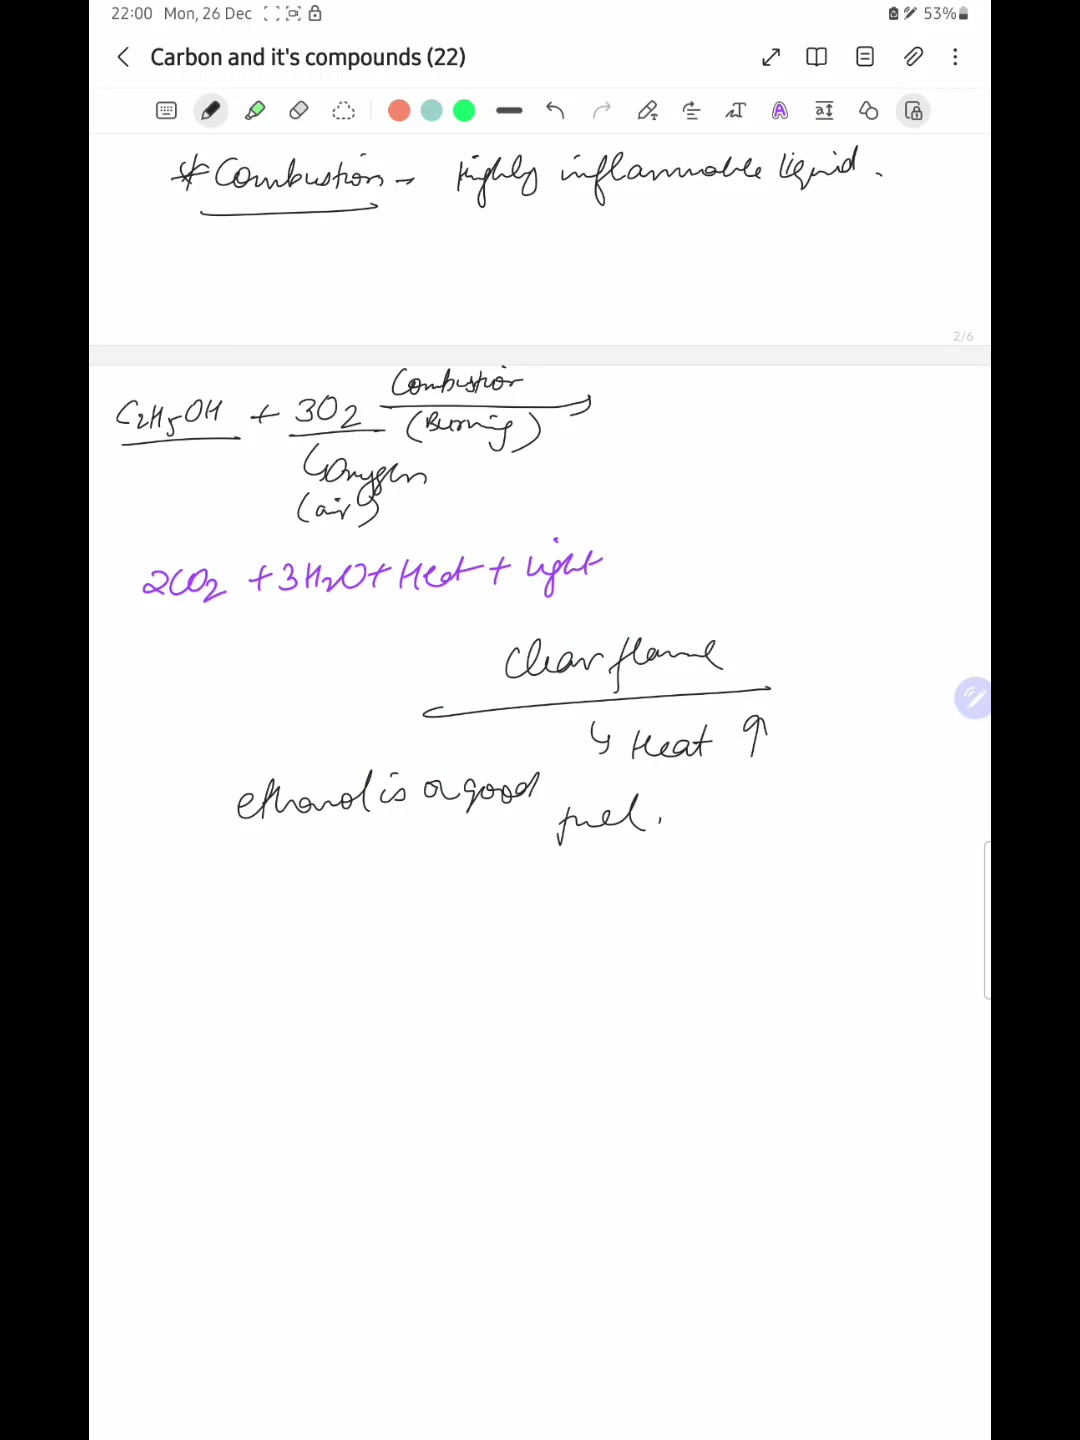 22:00 Mon, 26 Dec 53%
Carbon and it's compounds (22)
* Combustion - Highly inflammable liquid.
2/6
C2H5OH + 3O2 Combustion
(Burning)
↳ Oxygen
(air)
2CO2 + 3H2O + Heat + light
Clear flame
↳ Heat ↑
ethanol is a good
fuel.